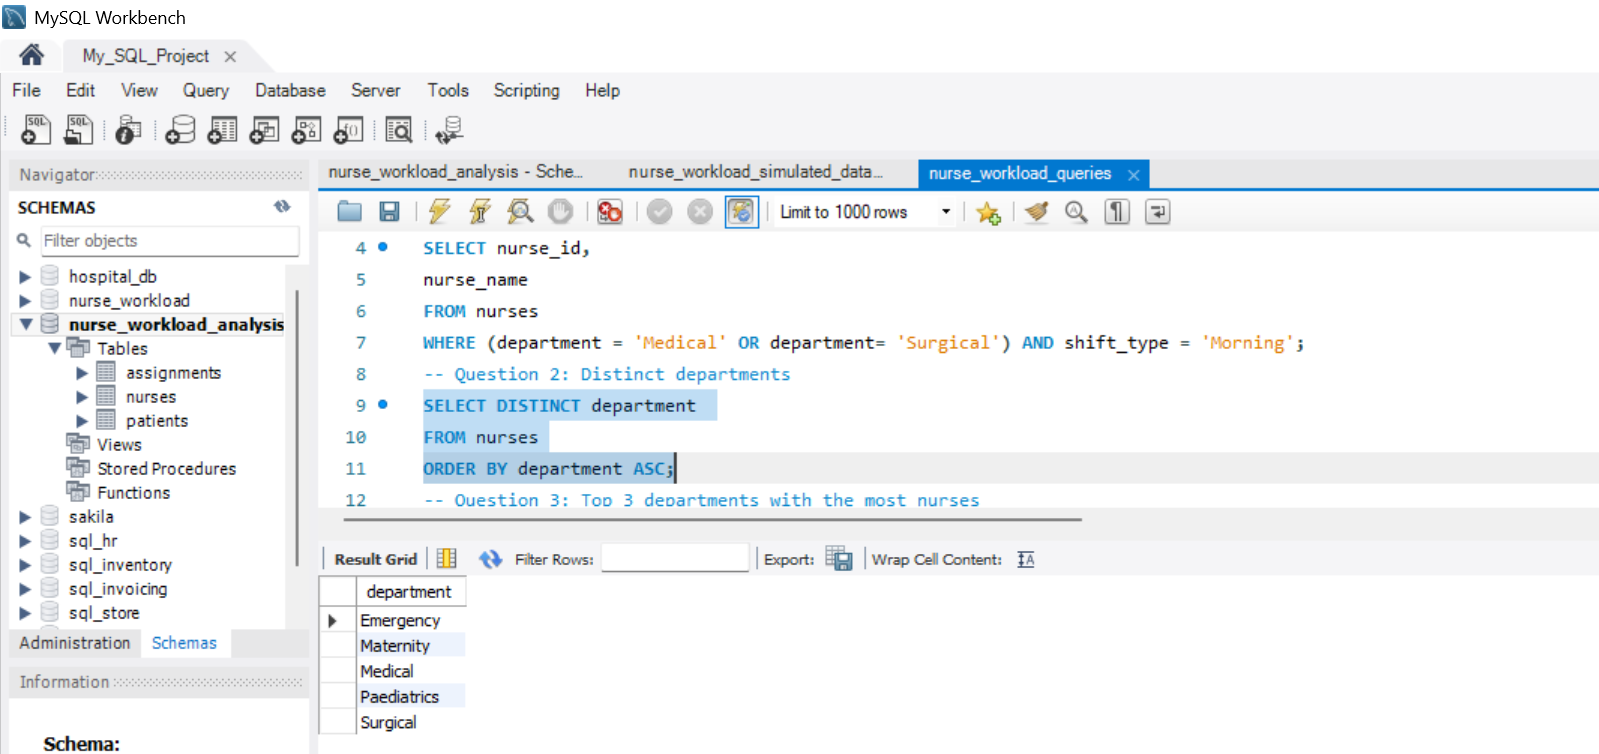 MySQL Workbench
My_SQL_Project
File Edit View Query Database Server Tools Scripting Help
SQL SQL
Navigator
SCHEMAS
Filter objects
hospital_db
nurse_workload
nurse_workload_analysis
Tables
assignments
nurses
patients
Views
Stored Procedures
Functions
sakila
sql_hr
sql_inventory
sql_invoicing
sql_store
Administration Schemas
Information
Schema:
nurse_workload_analysis - Sche... nurse_workload_simulated_data... nurse_workload_queries
Limit to 1000 rows
4 SELECT nurse_id,
5 nurse_name
6 FROM nurses
7 WHERE (department = 'Medical' OR department= 'Surgical') AND shift_type = 'Morning';
8 -- Question 2: Distinct departments
9 SELECT DISTINCT department
10 FROM nurses
11 ORDER BY department ASC;
12 -- Question 3: Top 3 departments with the most nurses
Result Grid Filter Rows: Export: Wrap Cell Content:
department
Emergency
Maternity
Medical
Paediatrics
Surgical